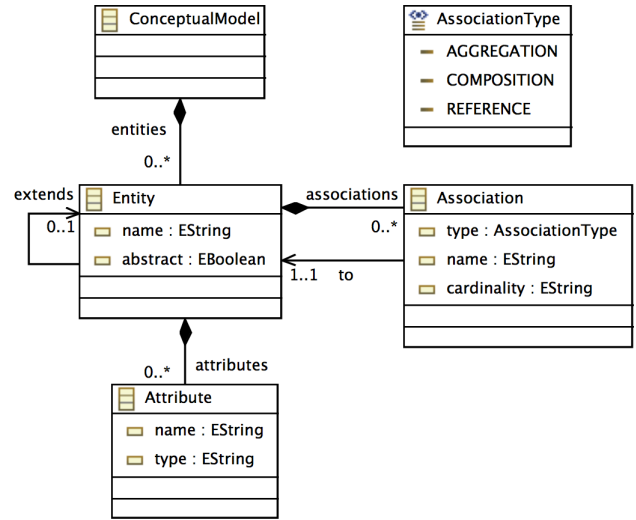 ConceptualModel
AssociationType
AGGREGATION
COMPOSITION
REFERENCE
entities
0..*
extends
0..1
Entity
name : EString
abstract : EBoolean
associations
0..*
1..1 to
Association
type : AssociationType
name : EString
cardinality : EString
0..*
attributes
Attribute
name : EString
type : EString